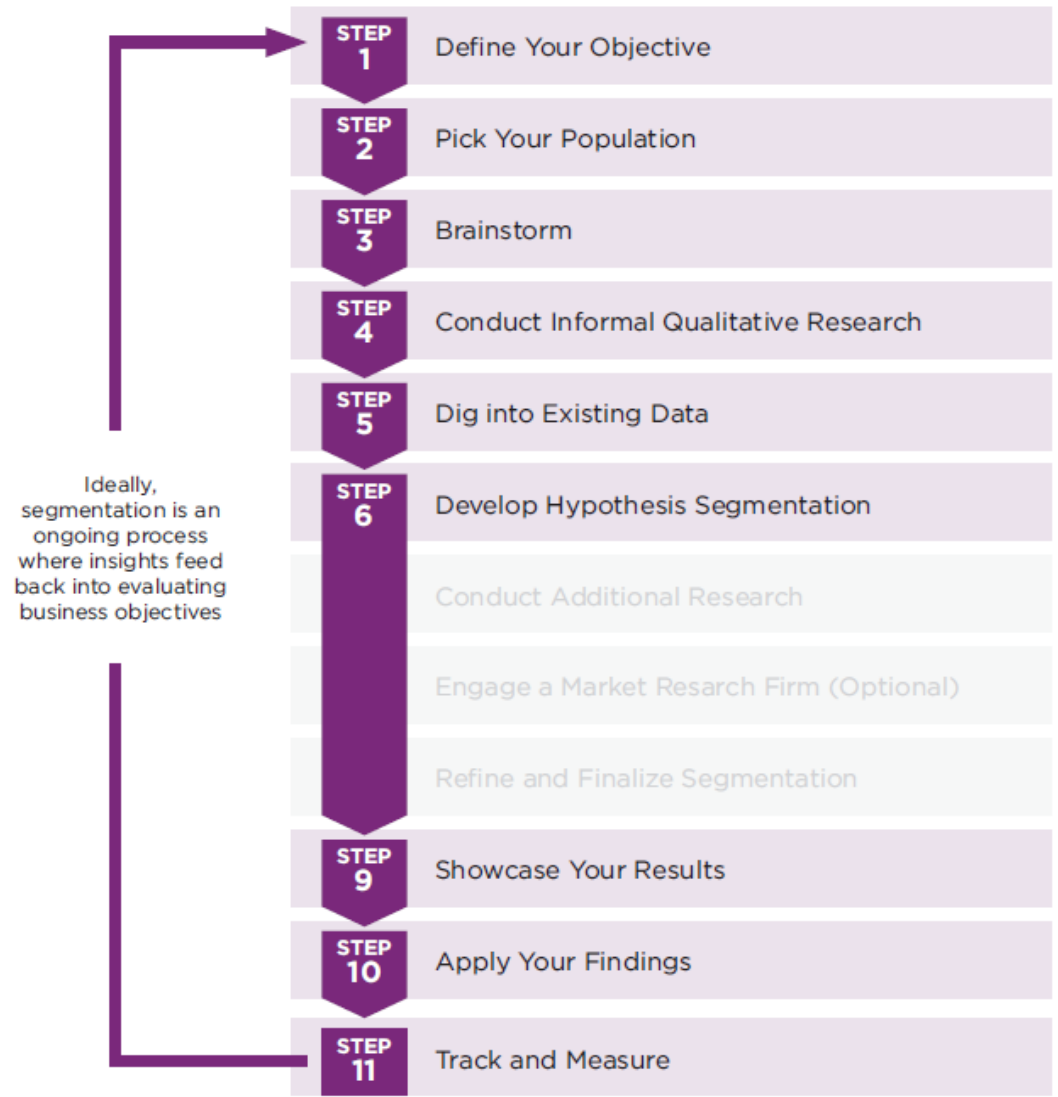 STEP
1
Define Your Objective
STEP
2
Pick Your Population
STEP
3
Brainstorm
STEP
4
Conduct Informal Qualitative Research
STEP
5
Dig into Existing Data
STEP
6
Develop Hypothesis Segmentation
Conduct Additional Research
Engage a Market Resarch Firm (Optional)
Refine and Finalize Segmentation
STEP
9
Showcase Your Results
STEP
10
Apply Your Findings
STEP
11
Track and Measure
Ideally,
segmentation is an
ongoing process
where insights feed
back into evaluating
business objectives